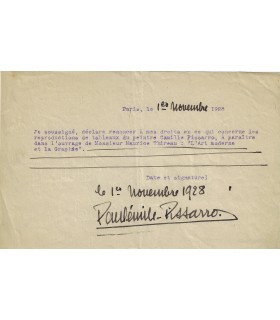 Paris, le 1er Novembre 1928
Je soussigné, déclare renoncer à mes droits en ce qui concerne les
reproductions de tableaux du peintre Camille Pissarro, à paraître
dans l'ouvrage de Monsieur Maurice Thireau : "L'Art moderne
et la Graphie".
Date et signature:
le 1er Novembre 1928
Paulémile-Pissarro.